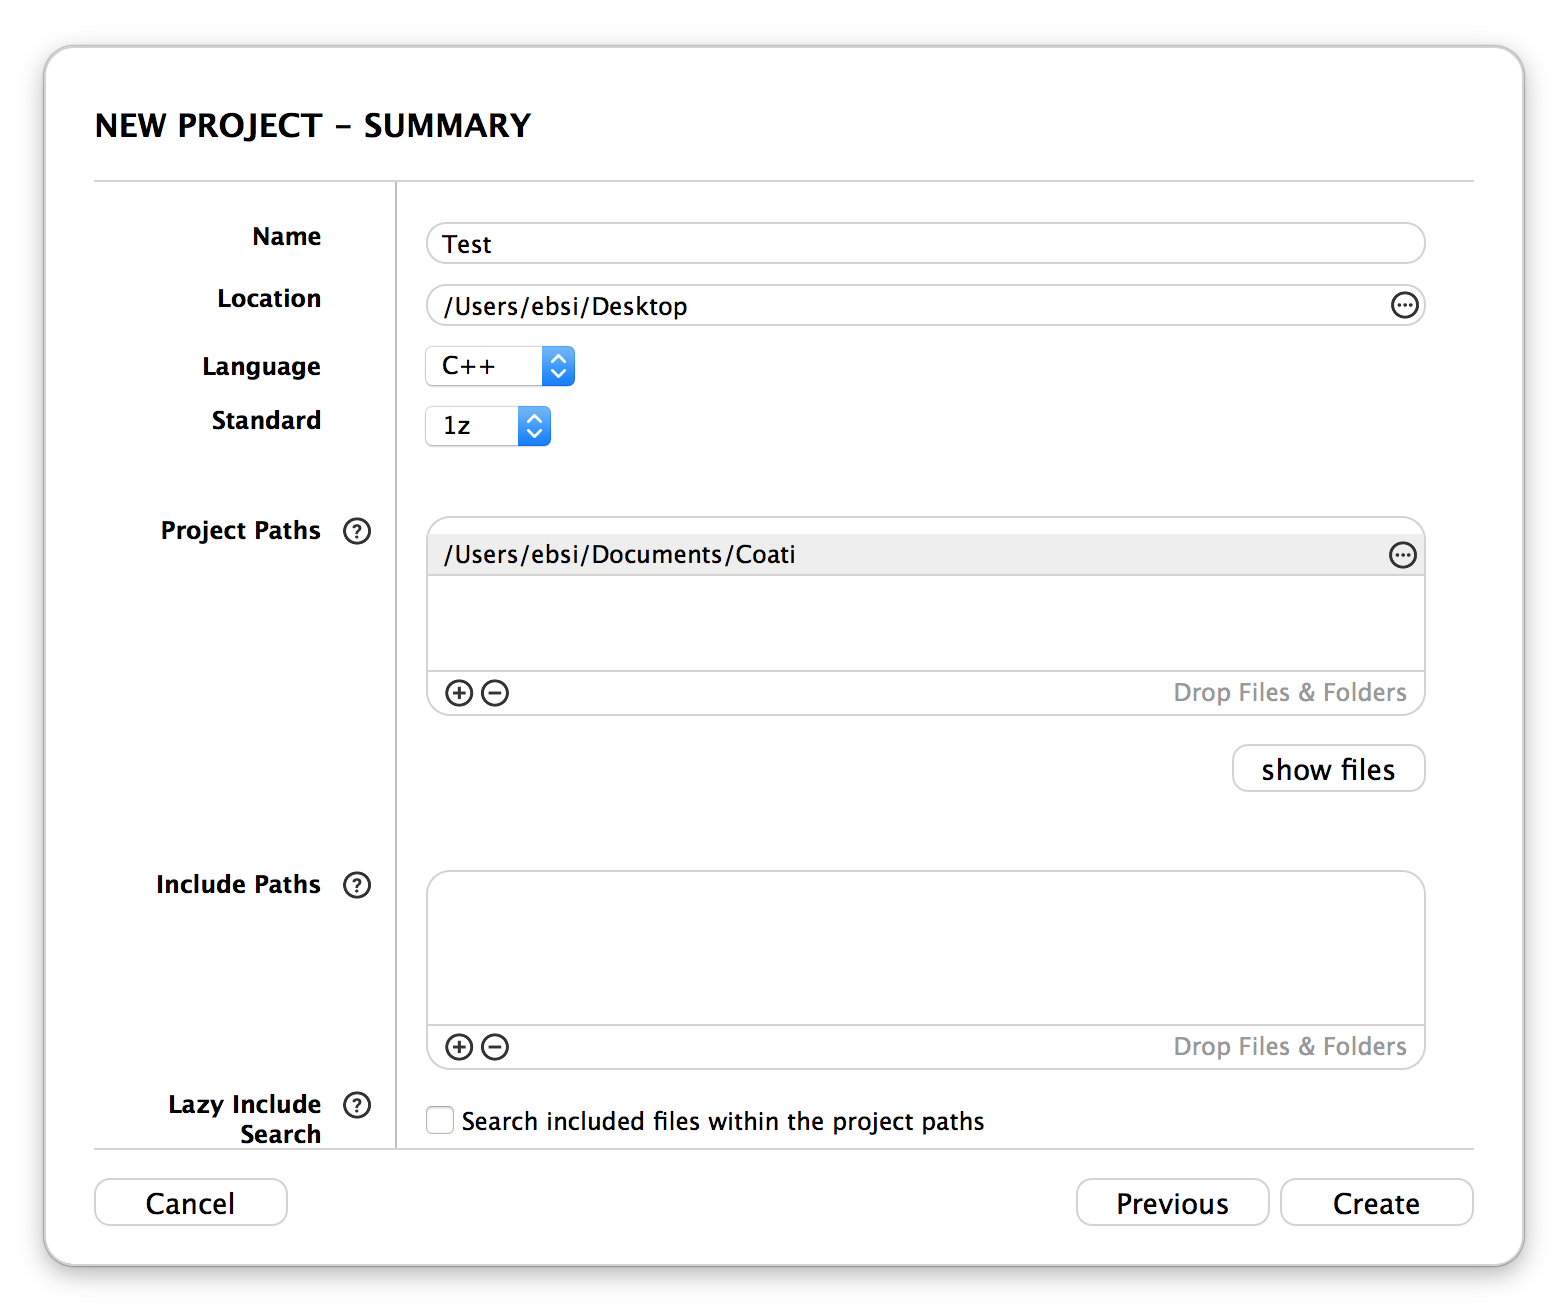 NEW PROJECT - SUMMARY
Name
Test
Location
/Users/ebsi/Desktop
Language
C++
Standard
1z
Project Paths ?
/Users/ebsi/Documents/Coati
Drop Files & Folders
show files
Include Paths ?
Drop Files & Folders
Lazy Include ?
Search
Search included files within the project paths
Cancel
Previous
Create